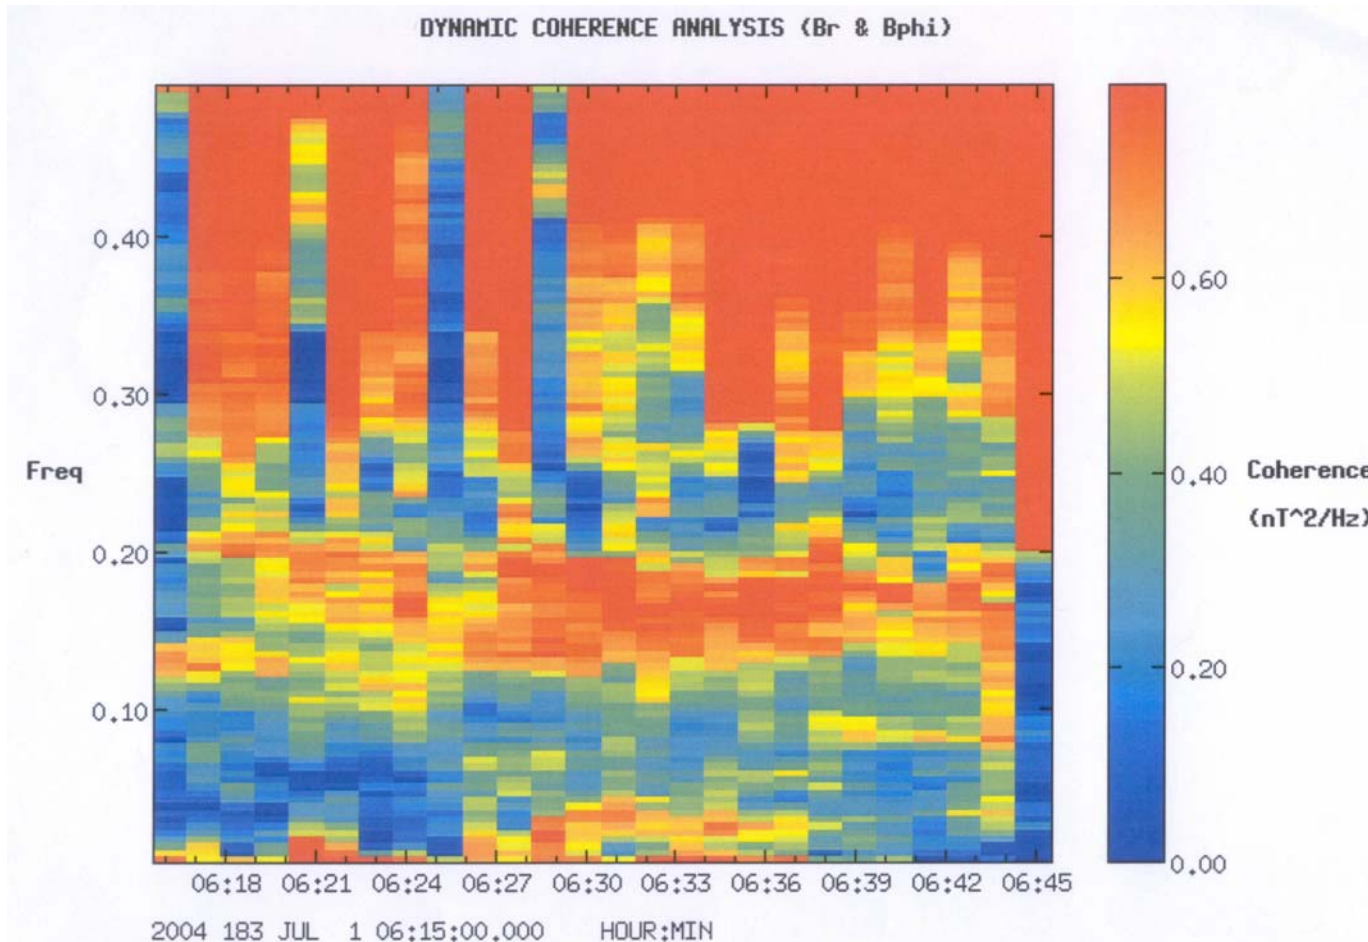 DYNAMIC COHERENCE ANALYSIS (Br & Bphi)
0.40
0.30
0.20
0.10
Freq
0.60
0.40
0.20
0.00
Coherence
(nT^2/Hz)
06:18 06:21 06:24 06:27 06:30 06:33 06:36 06:39 06:42 06:45
2004 183 JUL 1 06:15:00.000 HOUR:MIN